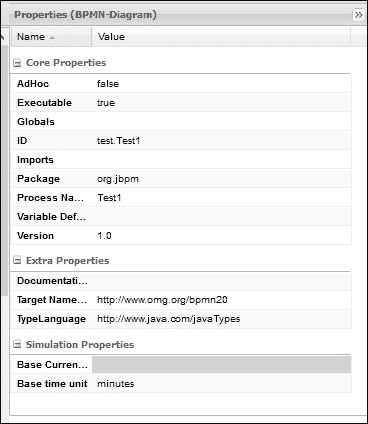 Properties (BPMN-Diagram)
Name Value
Core Properties
AdHoc false
Executable true
Globals
ID test.Test1
Imports
Package org.jbpm
Process Na... Test1
Variable Def...
Version 1.0
Extra Properties
Documentati...
Target Name... http://www.omg.org/bpmn20
TypeLanguage http://www.java.com/javaTypes
Simulation Properties
Base Curren...
Base time unit minutes